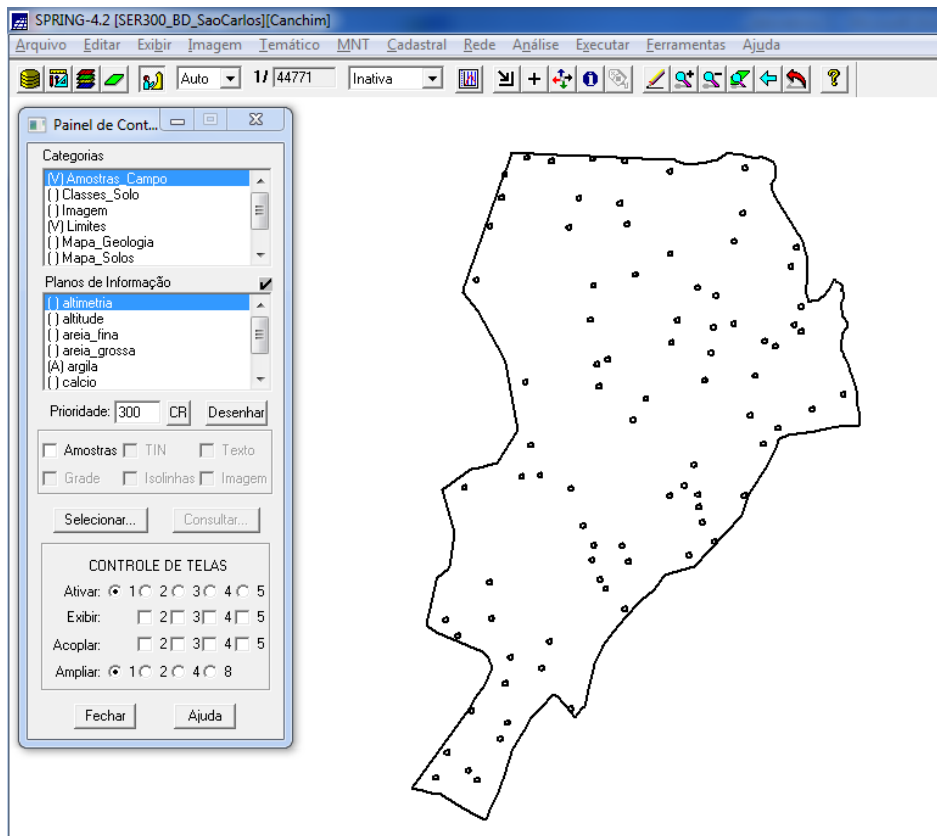 SPRING-4.2 [SER300_BD_SaoCarlos][Canchim]
Arquivo Editar Exibir Imagem Temático MNT Cadastral Rede Análise Executar Ferramentas Ajuda
Auto 1/ 44771 Inativa
Painel de Cont...
Categorias
(V) Amostras_Campo
( ) Classes_Solo
( ) Imagem
(V) Limites
( ) Mapa_Geologia
( ) Mapa_Solos
Planos de Informação
( ) altimetria
( ) altitude
( ) areia_fina
( ) areia_grossa
(A) argila
( ) calcio
Prioridade: 300 CR Desenhar
Amostras TIN Texto
Grade Isolinhas Imagem
Selecionar... Consultar...
CONTROLE DE TELAS
Ativar: 1 2 3 4 5
Exibir: 2 3 4 5
Acoplar: 2 3 4 5
Ampliar: 1 2 4 8
Fechar Ajuda